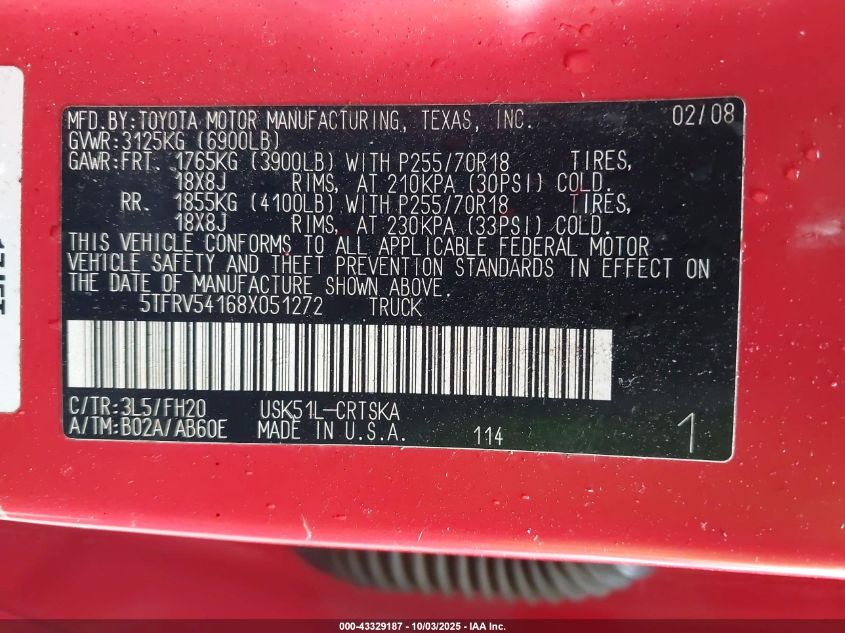 MFD.BY:TOYOTA MOTOR MANUFACTURING, TEXAS, INC. 02/08
GVWR:3125KG (6900LB)
GAWR:FRT. 1765KG (3900LB) WITH P255/70R18 TIRES,
18X8J RIMS, AT 210KPA (30PSI) COLD.
RR. 1855KG (4100LB) WITH P255/70R18 TIRES,
18X8J RIMS, AT 230KPA (33PSI) COLD.
THIS VEHICLE CONFORMS TO ALL APPLICABLE FEDERAL MOTOR
VEHICLE SAFETY AND THEFT PREVENTION STANDARDS IN EFFECT ON
THE DATE OF MANUFACTURE SHOWN ABOVE.
5TFRV54168X051272 TRUCK
C/TR:3L5/FH20 USK51L-CRTSKA
A/TM:B02A/AB60E MADE IN U.S.A. 114 1
000-43329187 - 10/03/2025 - IAA Inc.